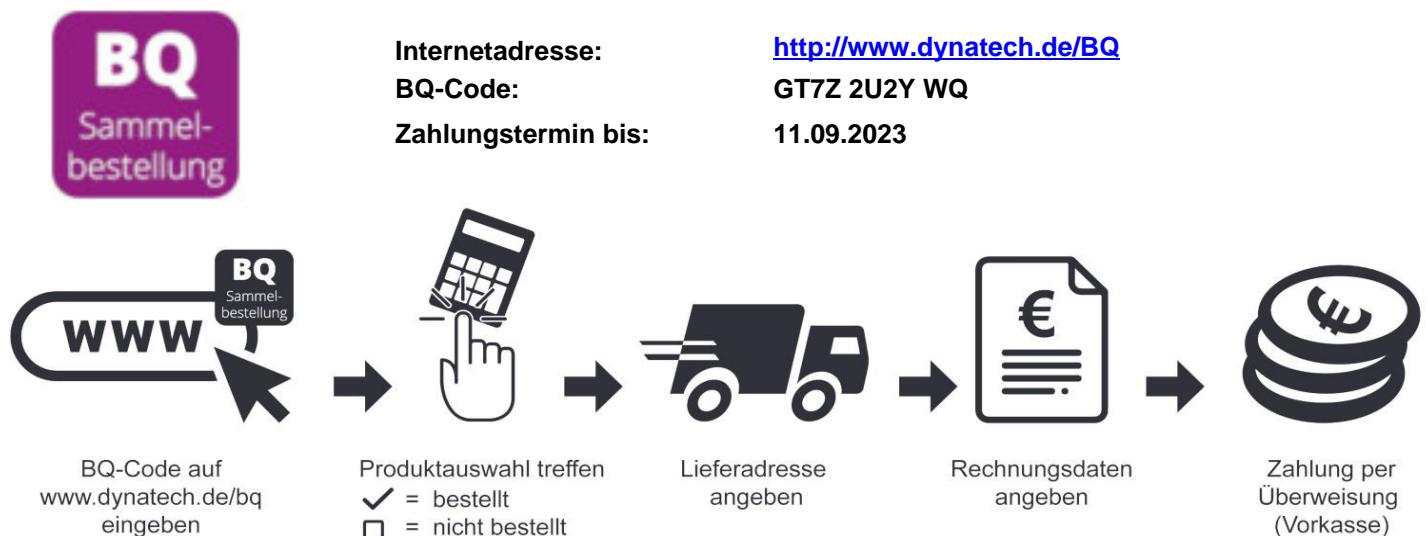 BQ
Sammel-
bestellung
Internetadresse: http://www.dynatech.de/BQ
BQ-Code: GT7Z 2U2Y WQ
Zahlungstermin bis: 11.09.2023
BQ
Sammel-
bestellung
www
€
€
BQ-Code auf
www.dynatech.de/bq
eingeben
Produktauswahl treffen
✓ = bestellt
□ = nicht bestellt
Lieferadresse
angeben
Rechnungsdaten
angeben
Zahlung per
Überweisung
(Vorkasse)